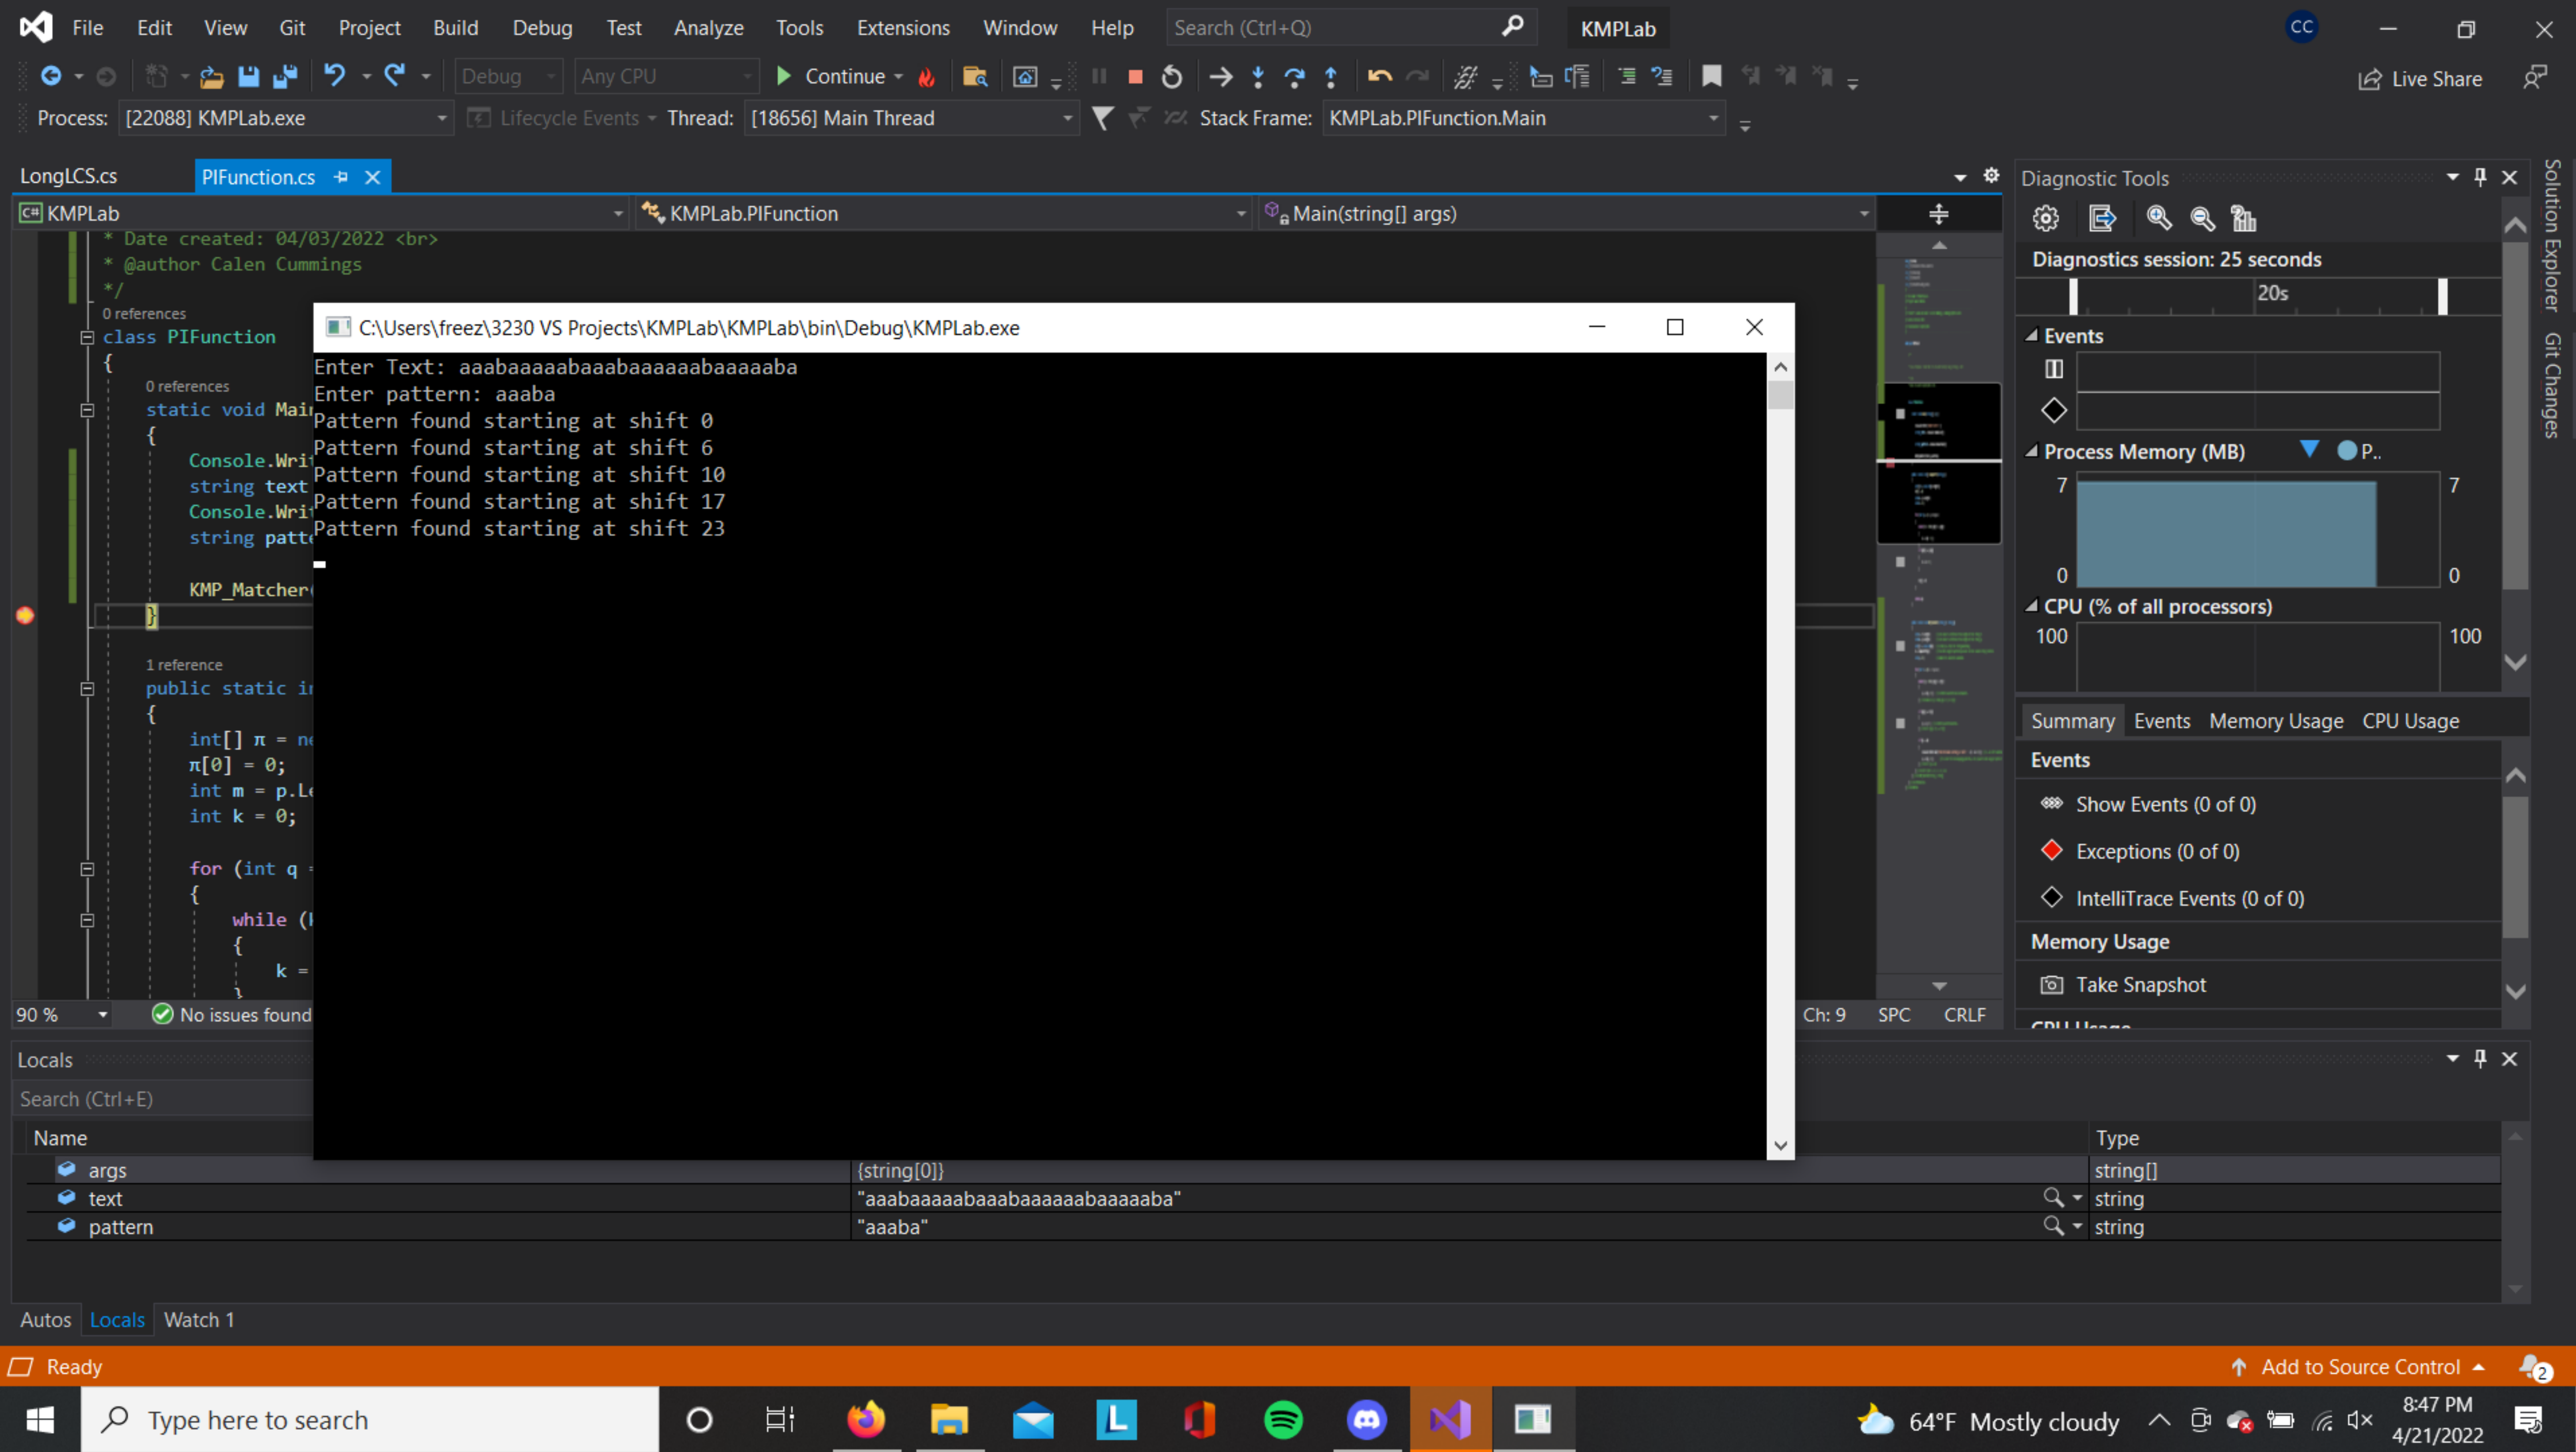 File Edit View Git Project Build Debug Test Analyze Tools Extensions Window Help Search (Ctrl+Q) KMPLab CC
Debug Any CPU Continue Live Share
Process: [22088] KMPLab.exe Lifecycle Events Thread: [18656] Main Thread Stack Frame: KMPLab.PIFunction.Main
LongLCS.cs PIFunction.cs
C# KMPLab KMPLab.PIFunction Main(string[] args)
* Date created: 04/03/2022 <br>
* @author Calen Cummings
*/
0 references
class PIFunction
{
0 references
static void Mai
{
Console.Writ
string text
Console.Writ
string patte
KMP_Matcher(
}
1 reference
public static in
{
int[] π = ne
π[0] = 0;
int m = p.Le
int k = 0;
for (int q =
{
while (k
{
k =
}
90 % No issues found
Ch: 9 SPC CRLF
C:\Users\freez\3230 VS Projects\KMPLab\KMPLab\bin\Debug\KMPLab.exe
Enter Text: aaabaaaaabaaabaaaaaabaaaaaba
Enter pattern: aaaba
Pattern found starting at shift 0
Pattern found starting at shift 6
Pattern found starting at shift 10
Pattern found starting at shift 17
Pattern found starting at shift 23
Diagnostic Tools
Diagnostics session: 25 seconds
20s
Events
Process Memory (MB) P..
7 7
0 0
CPU (% of all processors)
100 100
Summary Events Memory Usage CPU Usage
Events
Show Events (0 of 0)
Exceptions (0 of 0)
IntelliTrace Events (0 of 0)
Memory Usage
Take Snapshot
CPU Usage
Solution Explorer
Git Changes
Locals
Search (Ctrl+E)
Name Type
args {string[0]} string[]
text "aaabaaaaabaaabaaaaaabaaaaaba" string
pattern "aaaba" string
Autos Locals Watch 1
Ready Add to Source Control 2
Type here to search L 64°F Mostly cloudy 8:47 PM
4/21/2022